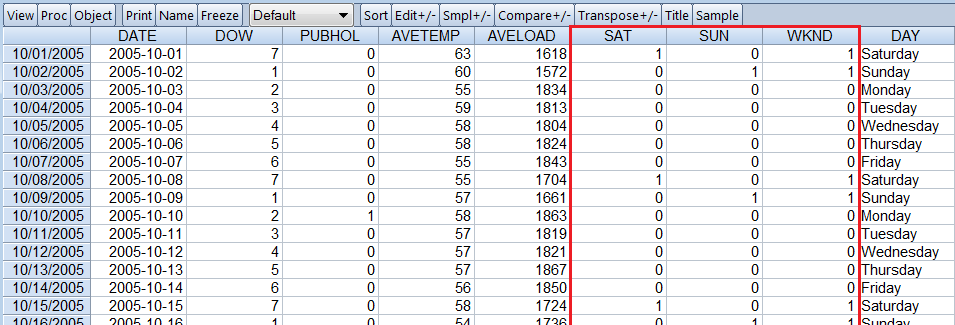 View Proc Object Print Name Freeze Default Sort Edit+/- Smpl+/- Compare+/- Transpose+/- Title Sample
DATE DOW PUBHOL AVETEMP AVELOAD SAT SUN WKND DAY
10/01/2005 2005-10-01 7 0 63 1618 1 0 1 Saturday
10/02/2005 2005-10-02 1 0 60 1572 0 1 1 Sunday
10/03/2005 2005-10-03 2 0 55 1834 0 0 0 Monday
10/04/2005 2005-10-04 3 0 59 1813 0 0 0 Tuesday
10/05/2005 2005-10-05 4 0 58 1804 0 0 0 Wednesday
10/06/2005 2005-10-06 5 0 58 1824 0 0 0 Thursday
10/07/2005 2005-10-07 6 0 55 1843 0 0 0 Friday
10/08/2005 2005-10-08 7 0 55 1704 1 0 1 Saturday
10/09/2005 2005-10-09 1 0 57 1661 0 1 1 Sunday
10/10/2005 2005-10-10 2 1 58 1863 0 0 0 Monday
10/11/2005 2005-10-11 3 0 57 1819 0 0 0 Tuesday
10/12/2005 2005-10-12 4 0 57 1821 0 0 0 Wednesday
10/13/2005 2005-10-13 5 0 57 1867 0 0 0 Thursday
10/14/2005 2005-10-14 6 0 56 1850 0 0 0 Friday
10/15/2005 2005-10-15 7 0 58 1724 1 0 1 Saturday
10/16/2005 2005-10-16 1 0 54 1736 0 1 1 Sunday